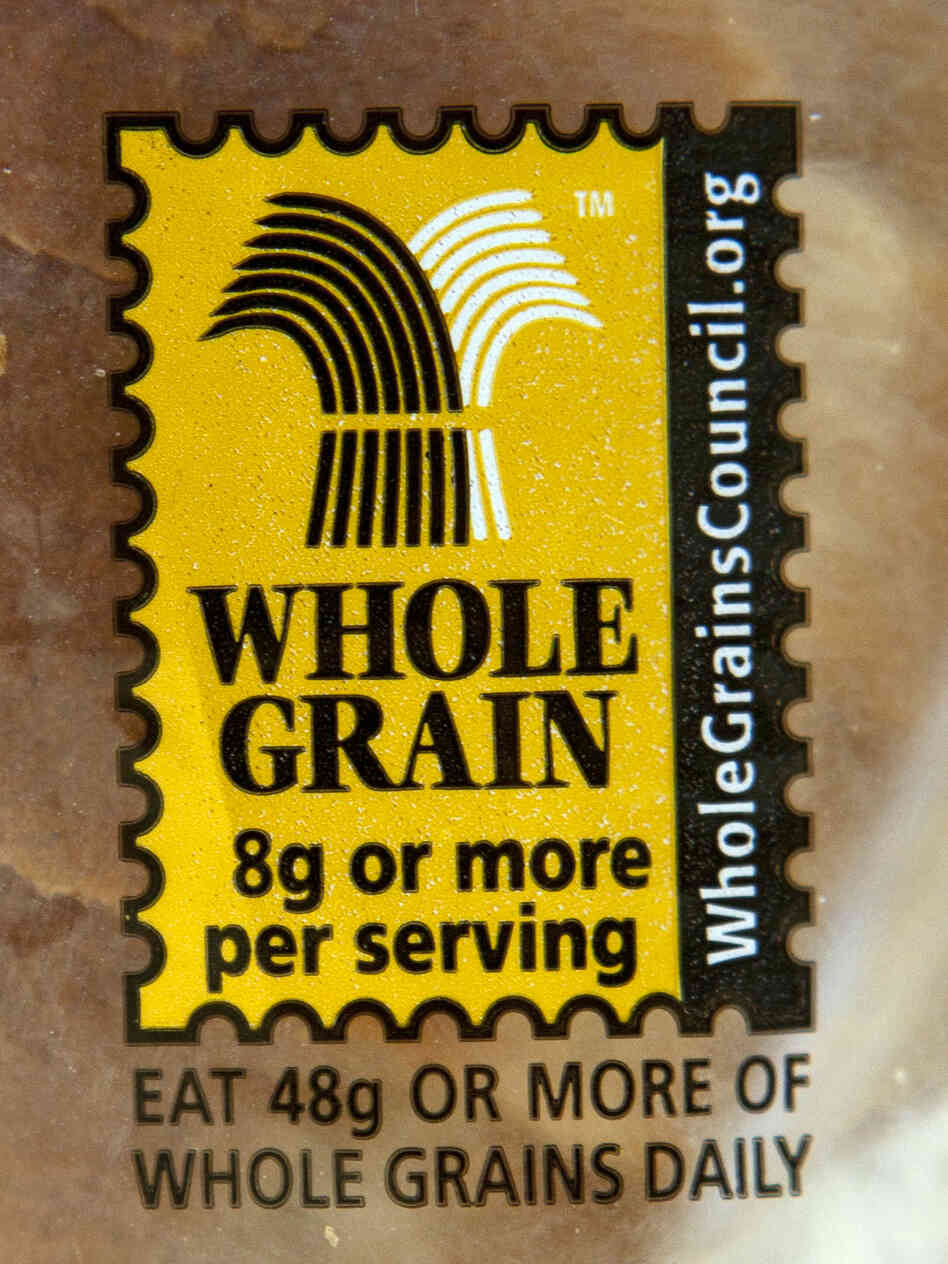 TM
WHOLE
GRAIN
8g or more
per serving
WholeGrainsCouncil.org
EAT 48g OR MORE OF
WHOLE GRAINS DAILY